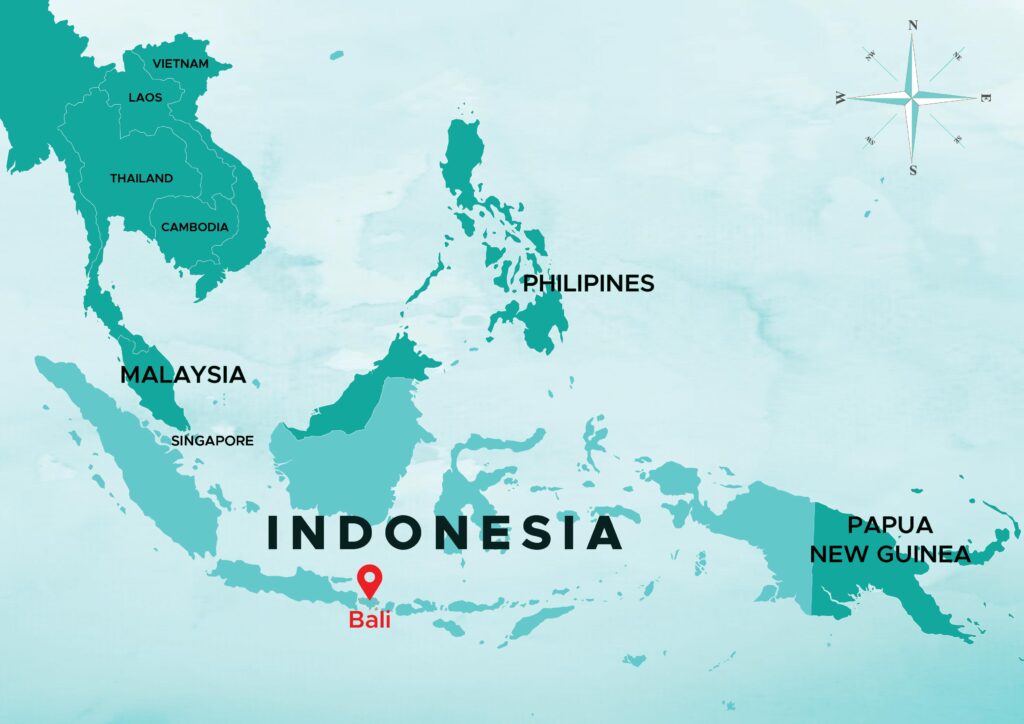 N
NW
NE
W
E
SW
SE
S
VIETNAM
LAOS
THAILAND
CAMBODIA
PHILIPINES
MALAYSIA
SINGAPORE
INDONESIA
PAPUA
NEW GUINEA
Bali